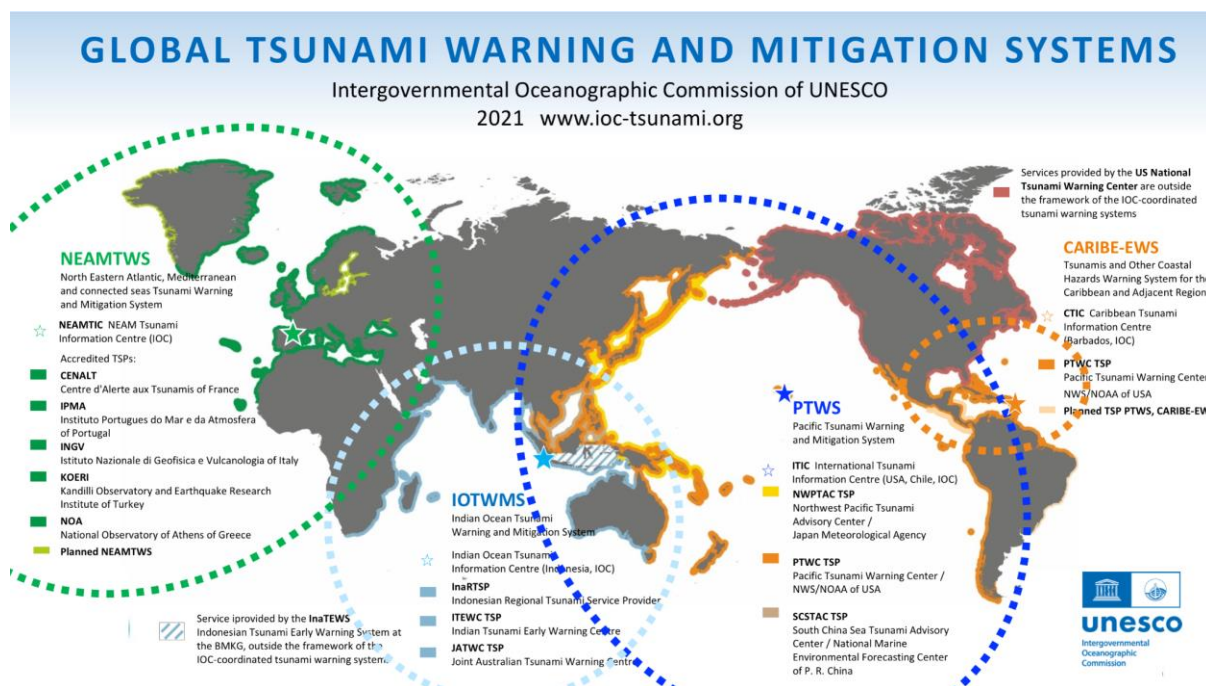 GLOBAL TSUNAMI WARNING AND MITIGATION SYSTEMS
Intergovernmental Oceanographic Commission of UNESCO
2021 www.ioc-tsunami.org
NEAMTWS
North Eastern Atlantic, Mediterranean
and connected seas Tsunami Warning
and Mitigation System
NEAMTIC NEAM Tsunami
Information Centre (IOC)
Accredited TSPs:
CENALT
Centre d'Alerte aux Tsunamis of France
IPMA
Instituto Portugues do Mar e da Atmosfera
of Portugal
INGV
Istituto Nazionale di Geofisica e Vulcanologia of Italy
KOERI
Kandilli Observatory and Earthquake Research
Institute of Turkey
NOA
National Observatory of Athens of Greece
Planned NEAMTWS
Service iprovided by the InaTEWS
Indonesian Tsunami Early Warning System at
the BMKG, outside the framework of the
IOC-coordinated tsunami warning system
IOTWMS
Indian Ocean Tsunami
Warning and Mitigation System
Indian Ocean Tsunami
Information Centre (Indonesia, IOC)
InaRTSP
Indonesian Regional Tsunami Service Provider
ITEWC TSP
Indian Tsunami Early Warning Centre
JATWC TSP
Joint Australian Tsunami Warning Centre
PTWS
Pacific Tsunami Warning
and Mitigation System
ITIC International Tsunami
Information Centre (USA, Chile, IOC)
NWPTAC TSP
Northwest Pacific Tsunami
Advisory Center /
Japan Meteorological Agency
PTWC TSP
Pacific Tsunami Warning Center /
NWS/NOAA of USA
SCSTAC TSP
South China Sea Tsunami Advisory
Center / National Marine
Environmental Forecasting Center
of P. R. China
Services provided by the US National
Tsunami Warning Center are outside
the framework of the IOC-coordinated
tsunami warning systems
CARIBE-EWS
Tsunamis and Other Coastal
Hazards Warning System for the
Caribbean and Adjacent Region
CTIC Caribbean Tsunami
Information Centre
(Barbados, IOC)
PTWC TSP
Pacific Tsunami Warning Center
NWS/NOAA of USA
Planned TSP PTWS, CARIBE-EW
unesco
Intergovernmental
Oceanographic
Commission